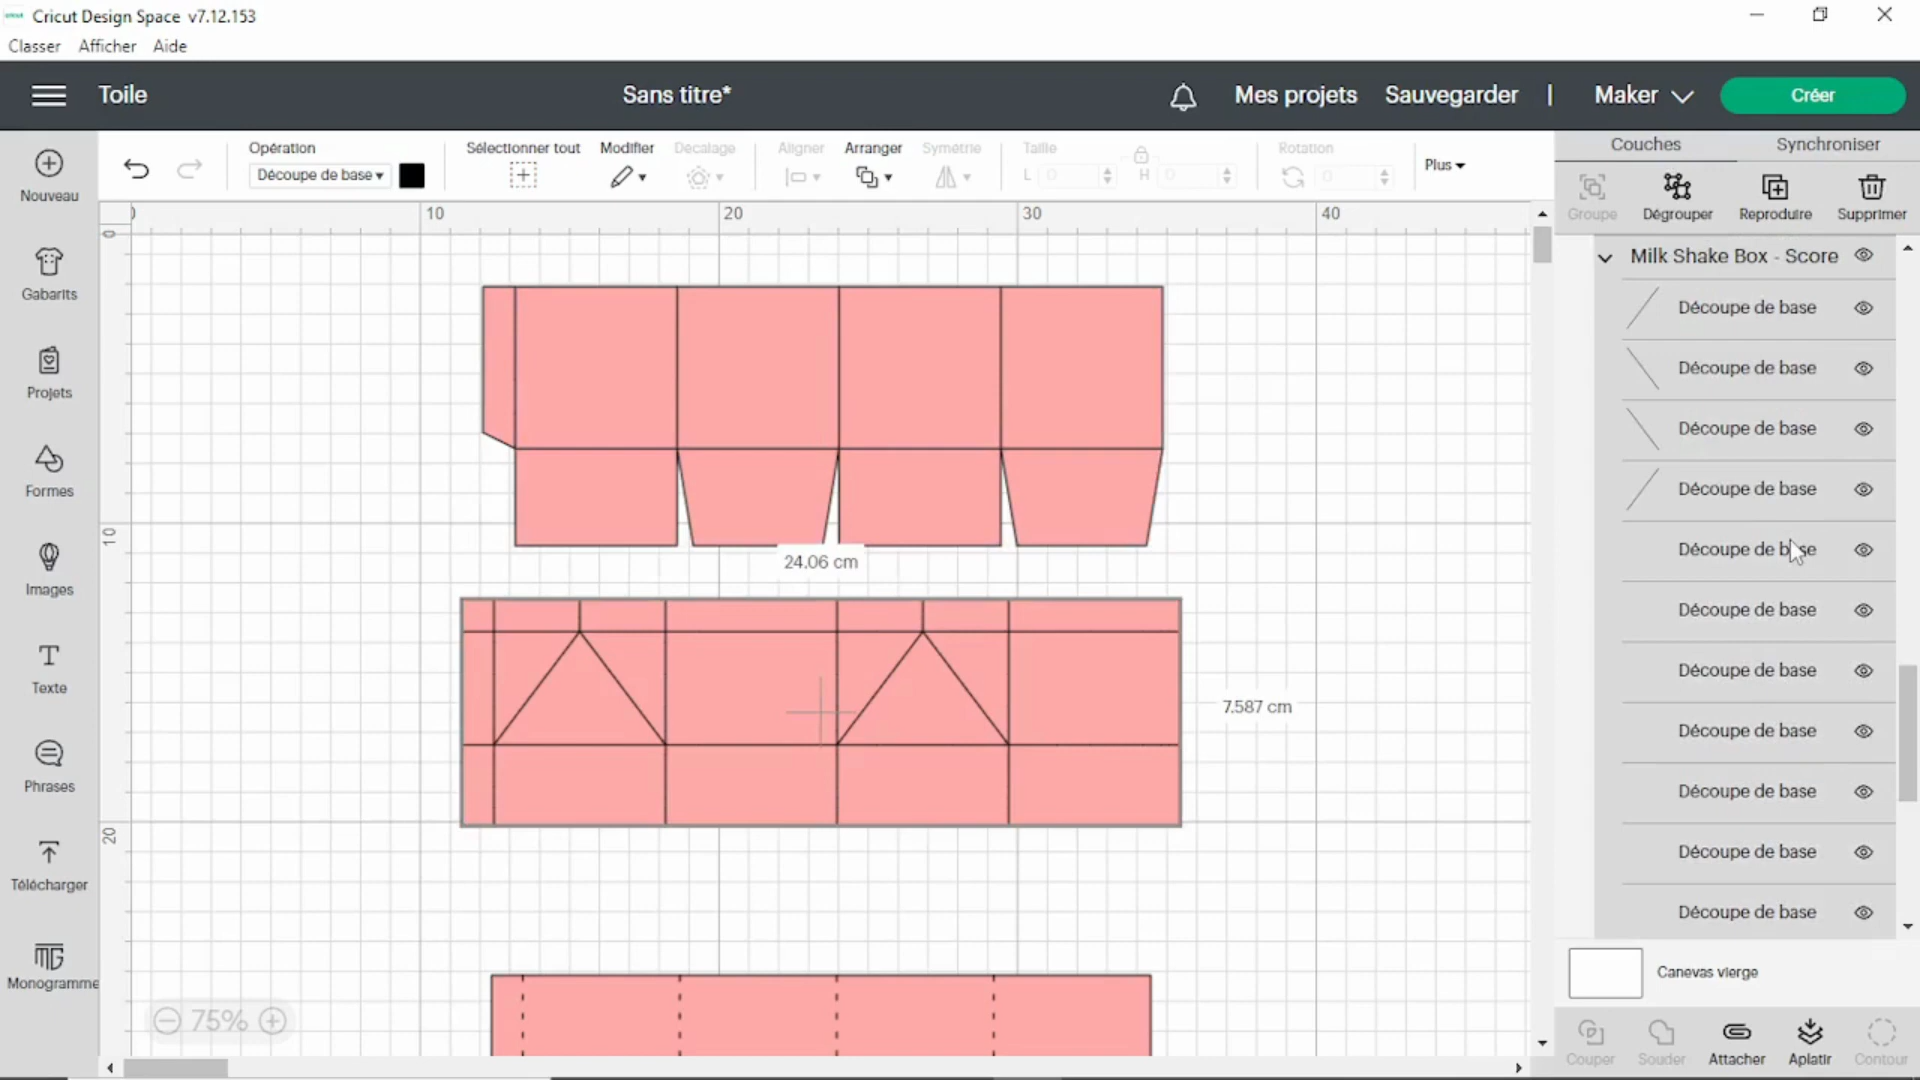 Cricut Design Space v7.12.153
Classer Afficher Aide
Toile
Sans titre*
Mes projets Sauvegarder | Maker
Créer
Opération
Découpe de base
Sélectionner tout
Modifier
Décalage
Aligner
Arranger
Symétrie
Taille
L 0
H 0
Rotation
0
Plus
Couches
Synchroniser
Groupe
Dégrouper
Reproduire
Supprimer
Nouveau
Gabarits
Projets
Formes
Images
Texte
Phrases
Télécharger
Monogramme
0 10 20 30 40
0
10
20
24.06 cm
7.587 cm
75%
Milk Shake Box - Score
Découpe de base
Découpe de base
Découpe de base
Découpe de base
Découpe de base
Découpe de base
Découpe de base
Découpe de base
Découpe de base
Découpe de base
Découpe de base
Canevas vierge
Couper
Souder
Attacher
Aplatir
Contour